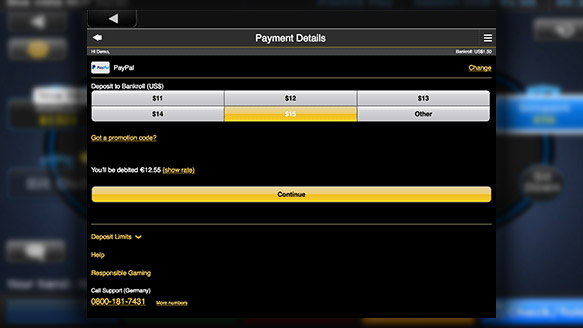 Payment Details
Hi Demo,
Bankroll: US$1.50
PayPal PayPal
Change
Deposit to Bankroll (US$)
$11 $12 $13
$14 $15 Other
Got a promotion code?
You'll be debited €12.55 (show rate)
Continue
Deposit Limits
Help
Responsible Gaming
Call Support (Germany)
0800-181-7431 More numbers